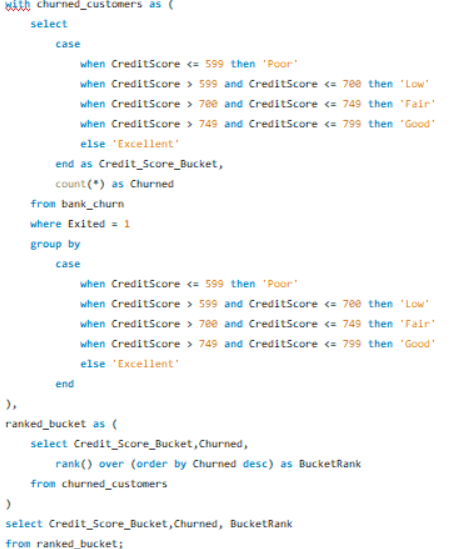 with churned_customers as (
select
case
when CreditScore <= 599 then 'Poor'
when CreditScore > 599 and CreditScore <= 700 then 'Low'
when CreditScore > 700 and CreditScore <= 749 then 'Fair'
when CreditScore > 749 and CreditScore <= 799 then 'Good'
else 'Excellent'
end as Credit_Score_Bucket,
count(*) as Churned
from bank_churn
where Exited = 1
group by
case
when CreditScore <= 599 then 'Poor'
when CreditScore > 599 and CreditScore <= 700 then 'Low'
when CreditScore > 700 and CreditScore <= 749 then 'Fair'
when CreditScore > 749 and CreditScore <= 799 then 'Good'
else 'Excellent'
end
),
ranked_bucket as (
select Credit_Score_Bucket,Churned,
rank() over (order by Churned desc) as BucketRank
from churned_customers
)
select Credit_Score_Bucket,Churned, BucketRank
from ranked_bucket;